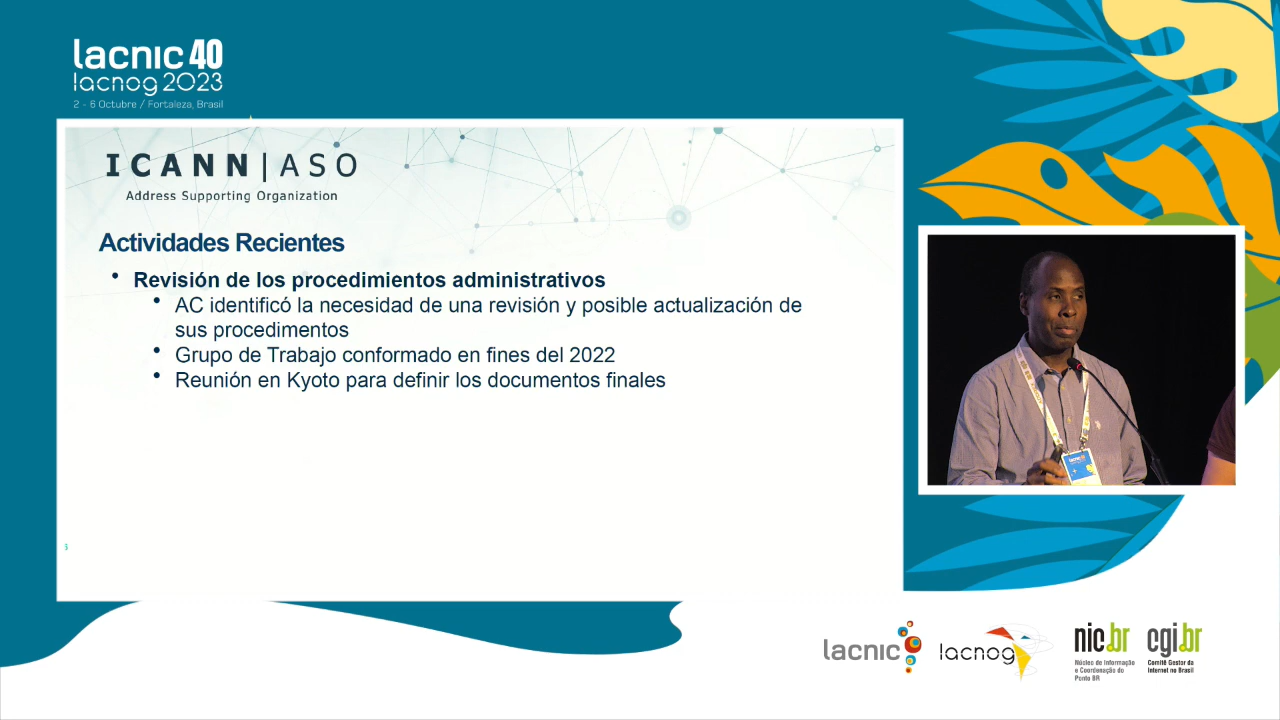 lacnic 40
lacnog 2023
2 - 6 Octubre / Fortaleza, Brasil
ICANN|ASO
Address Supporting Organization
Actividades Recientes
• Revisión de los procedimientos administrativos
• AC identificó la necesidad de una revisión y posible actualización de
sus procedimentos
• Grupo de Trabajo conformado en fines del 2022
• Reunión en Kyoto para definir los documentos finales
lacnic
lacnog
nic.br
Núcleo de Informação
e Coordenação do
Ponto BR
cgi.br
Comitê Gestor da
Internet no Brasil